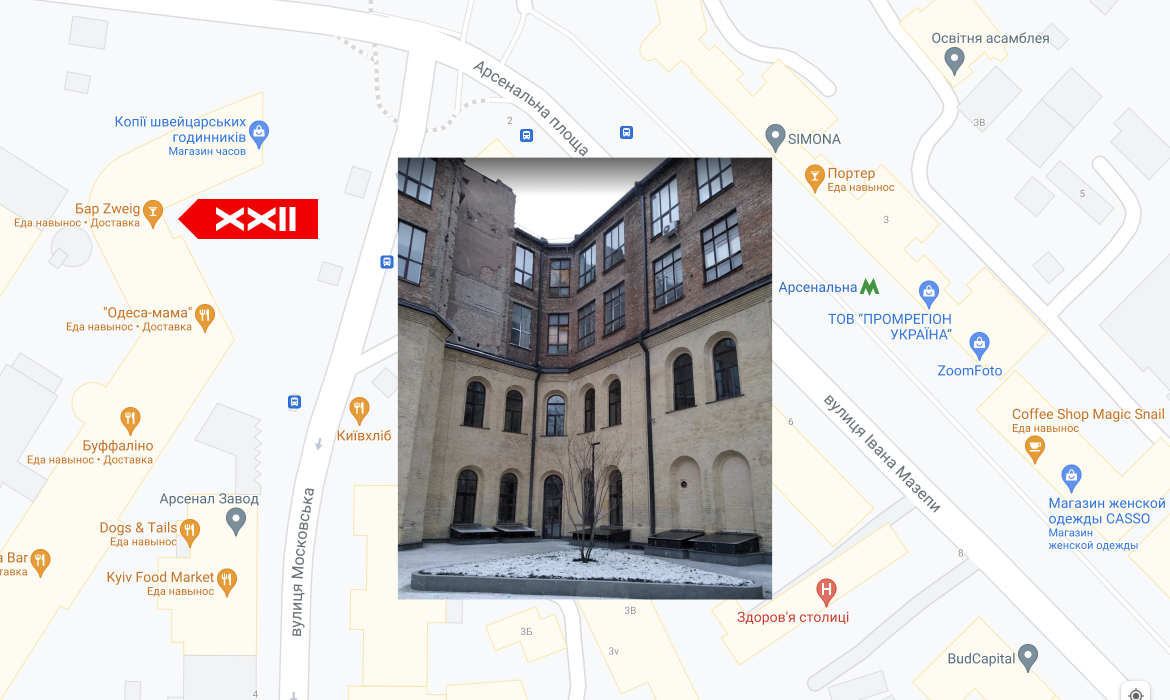 Освітня асамблея
Арсенальна площа
2
3В
Копії швейцарських
годинників
Магазин часов
SIMONA
Портер
Еда навынос
5
Бар Zweig
Еда навынос • Доставка
XXII
3
"Одеса-мама"
Еда навынос • Доставка
Арсенальна
ТОВ “ПРОМРЕГІОН
УКРАЇНА”
ZoomFoto
Київхліб
Буффаліно
Еда навынос • Доставка
6
вулиця Івана Мазепи
Coffee Shop Magic Snail
Еда навынос
Арсенал Завод
Магазин женской
одежды CASSO
Магазин
женской одежды
Dogs & Tails
Еда навынос
вулиця Московська
a Bar
тавка
8
Kyiv Food Market
Еда навынос
H
Здоров'я столиці
3В
3Б
3v
BudCapital
4